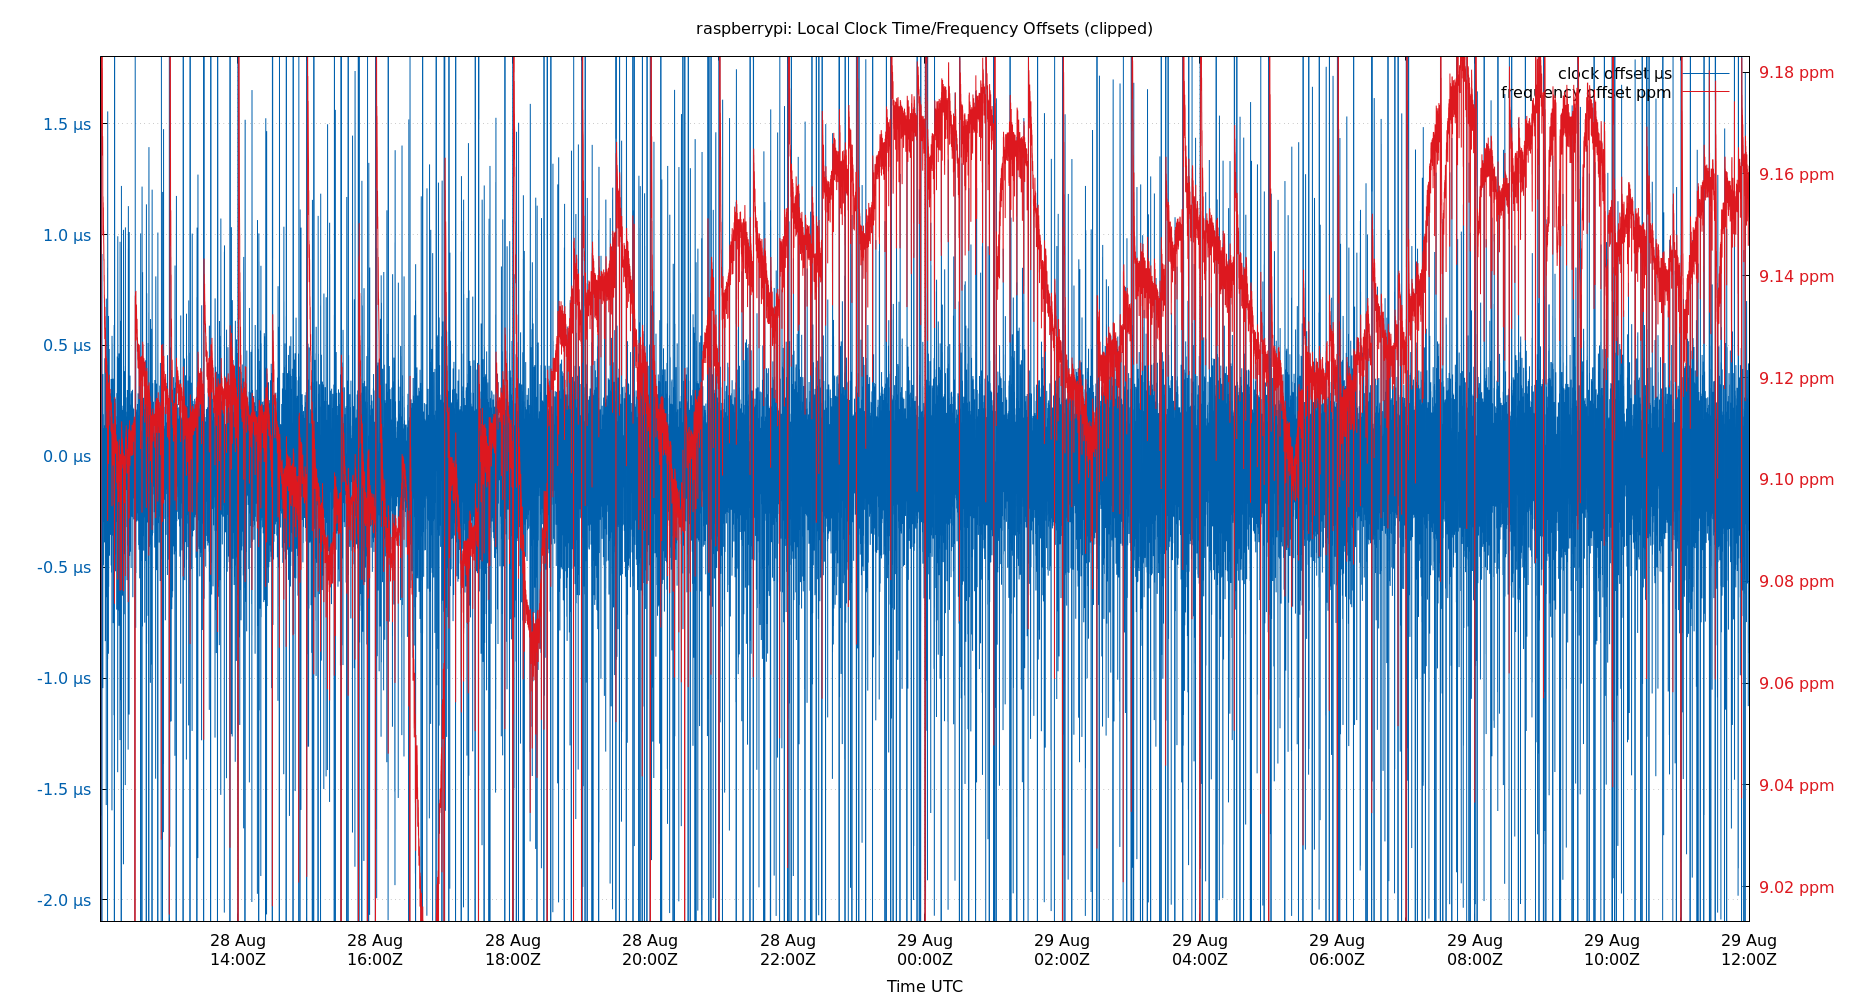 raspberrypi: Local Clock Time/Frequency Offsets (clipped)
clock offset µs
frequency offset ppm
1.5 µs
1.0 µs
0.5 µs
0.0 µs
-0.5 µs
-1.0 µs
-1.5 µs
-2.0 µs
9.18 ppm
9.16 ppm
9.14 ppm
9.12 ppm
9.10 ppm
9.08 ppm
9.06 ppm
9.04 ppm
9.02 ppm
28 Aug 28 Aug 28 Aug 28 Aug 28 Aug 29 Aug 29 Aug 29 Aug 29 Aug 29 Aug 29 Aug 29 Aug
14:00Z 16:00Z 18:00Z 20:00Z 22:00Z 00:00Z 02:00Z 04:00Z 06:00Z 08:00Z 10:00Z 12:00Z
Time UTC